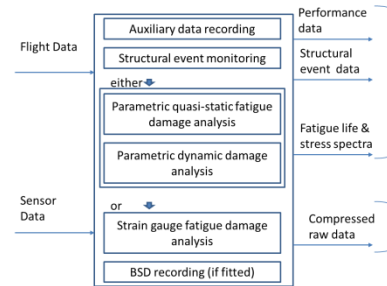 Flight Data
Sensor
Data
Auxiliary data recording
Structural event monitoring
either
Parametric quasi-static fatigue
damage analysis
Parametric dynamic damage
analysis
or
Strain gauge fatigue damage
analysis
BSD recording (if fitted)
Performance
data
Structural
event data
Fatigue life &
stress spectra
Compressed
raw data